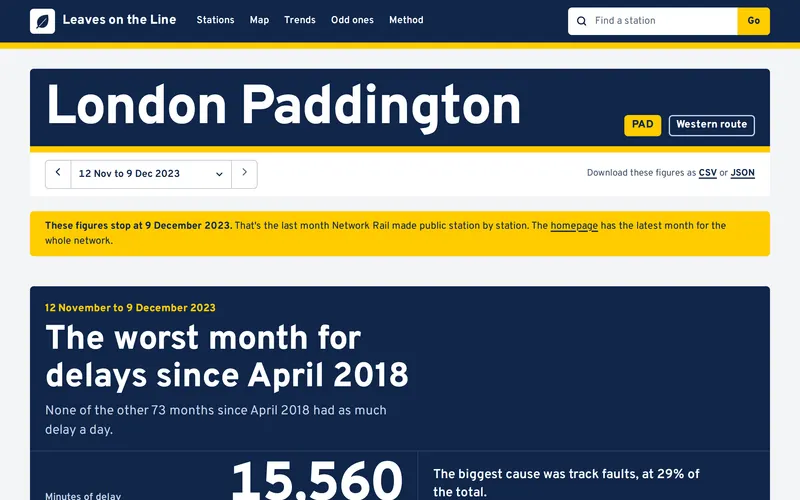 Leaves on the Line
Stations
Map
Trends
Odd ones
Method
Find a station
Go
London Paddington
PAD
Western route
12 Nov to 9 Dec 2023
Download these figures as CSV or JSON
These figures stop at 9 December 2023. That's the last month Network Rail made public station by station. The homepage has the latest month for the
whole network.
12 November to 9 December 2023
The worst month for
delays since April 2018
None of the other 73 months since April 2018 had as much
delay a day.
Minutes of delay
15,560
The biggest cause was track faults, at 29% of
the total.